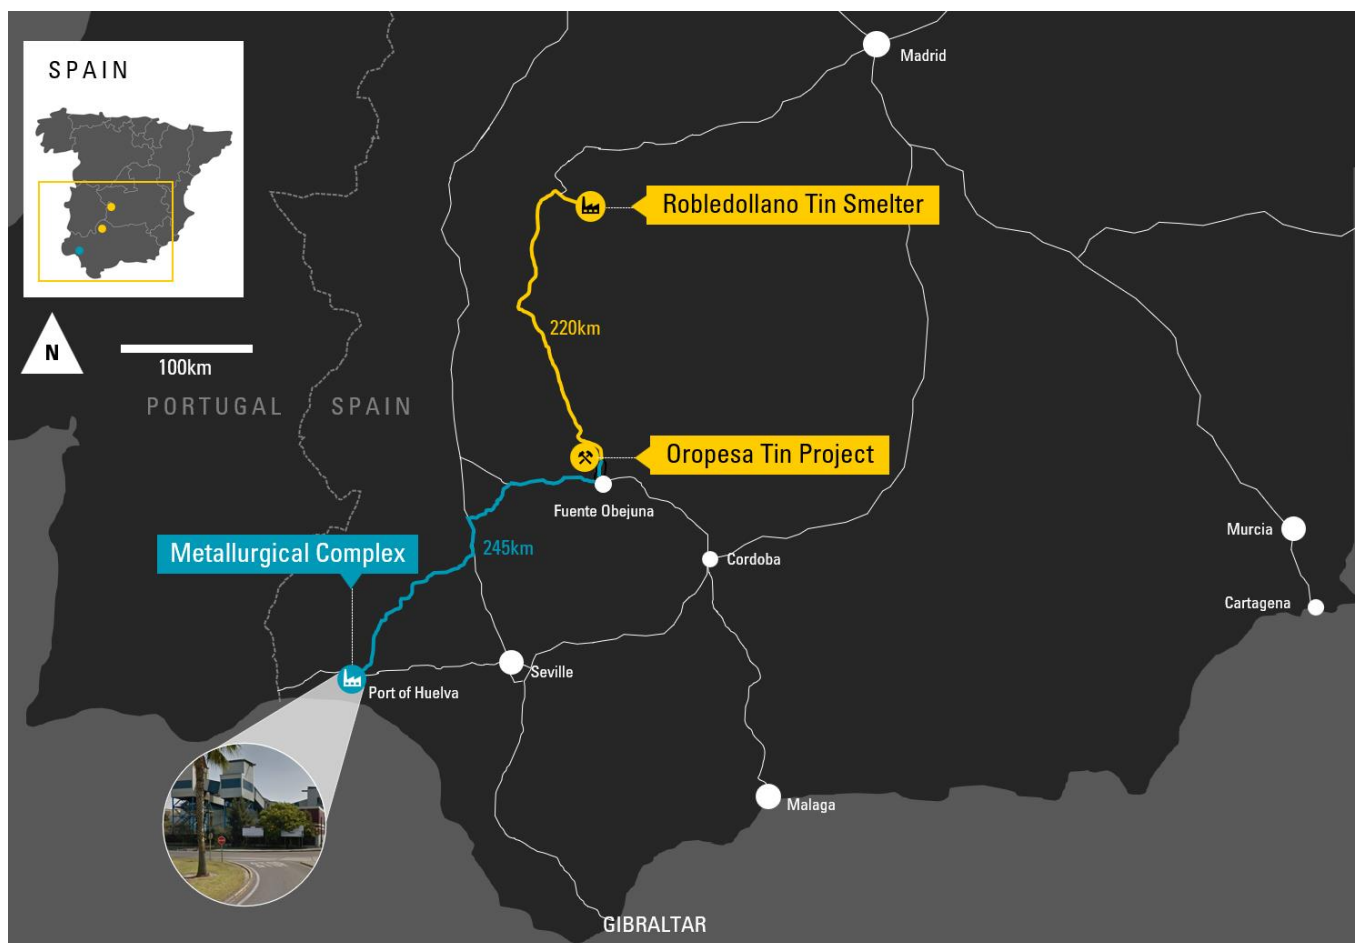 SPAIN
Madrid
Robledollano Tin Smelter
220km
N
100km
PORTUGAL
SPAIN
Oropesa Tin Project
Fuente Obejuna
Metallurgical Complex
245km
Cordoba
Murcia
Cartagena
Seville
Port of Huelva
Malaga
GIBRALTAR